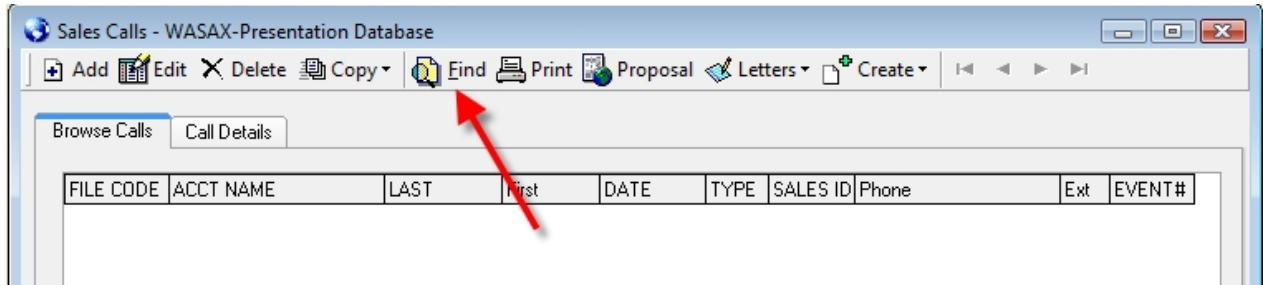 Sales Calls - WASAX-Presentation Database
Add Edit Delete Copy Find Print Proposal Letters Create
Browse Calls Call Details
FILE CODE ACCT NAME LAST First DATE TYPE SALES ID Phone Ext EVENT#